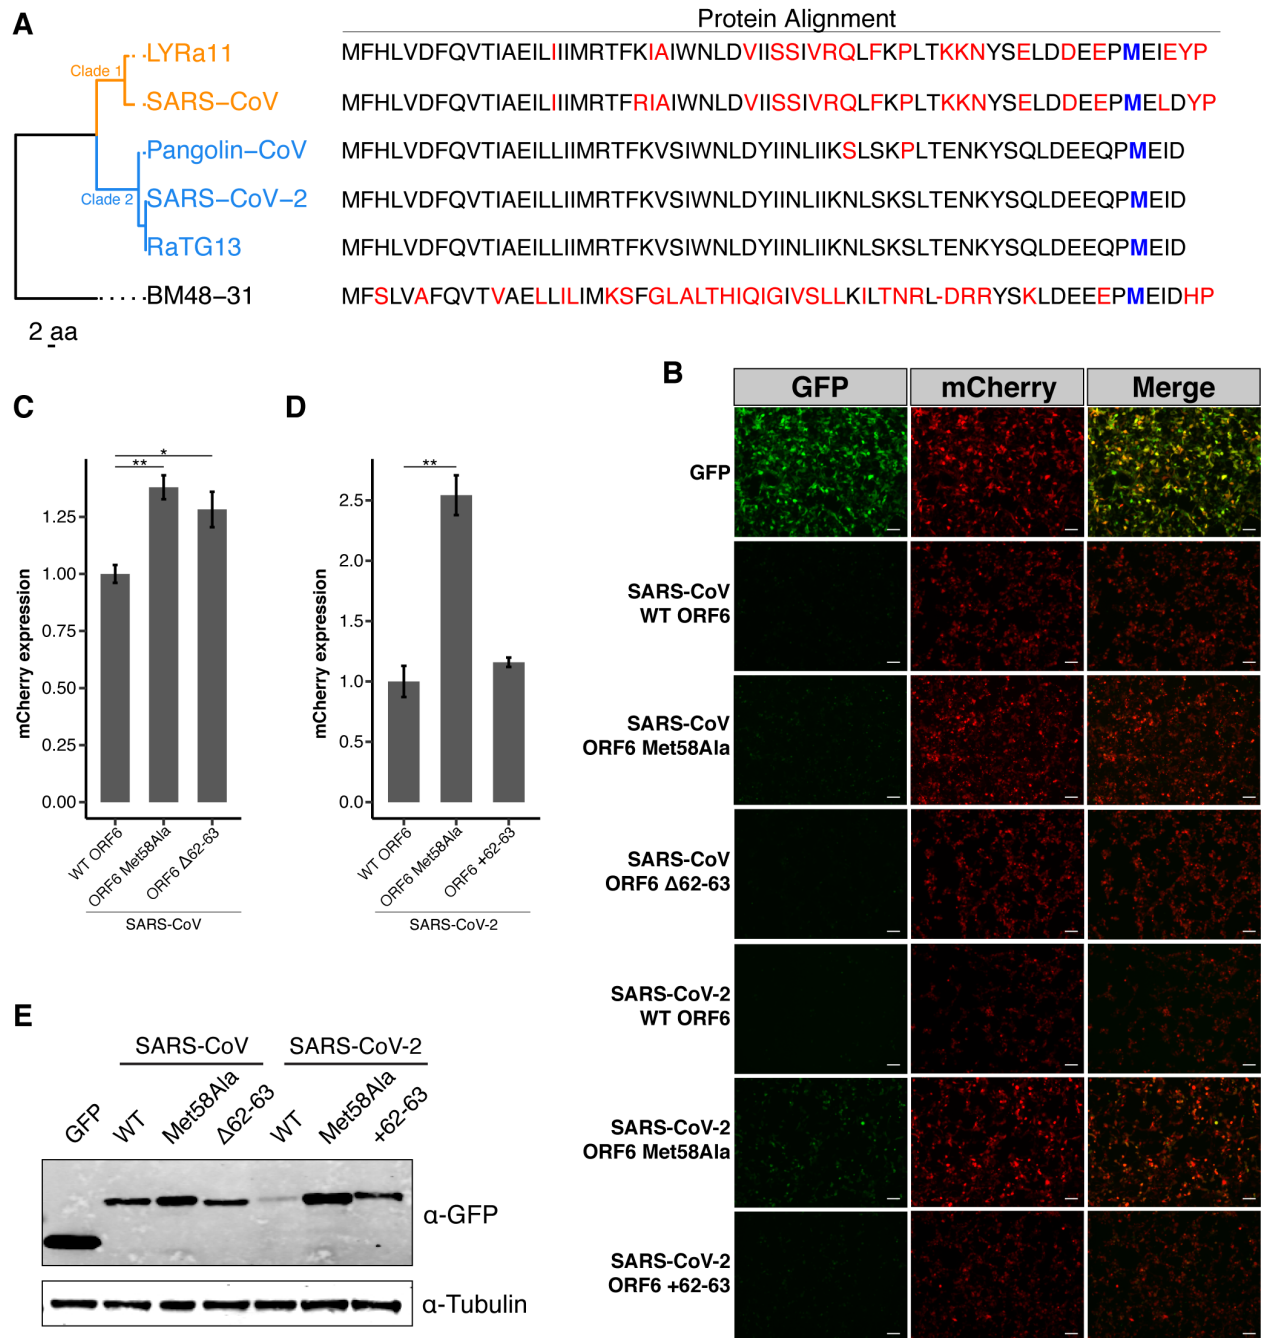 A
Protein Alignment
Clade 1
Clade 2
LYRa11 MFHLVDFQVTIAEILIIIMRTFKIAIWNLDVIISSIVRQLFKPLTKKNYSELDDEEPMEIEYP
SARS−CoV MFHLVDFQVTIAEILIIIMRTFRIAIWNLDVIISSIVRQLFKPLTKKNYSELDDEEPMELDYP
Pangolin−CoV MFHLVDFQVTIAEILLIIMRTFKVSIWNLDYIINLIIKSLSKPLTENKYSQLDEEQPMEID
SARS−CoV−2 MFHLVDFQVTIAEILLIIMRTFKVSIWNLDYIINLIIKNLSKSLTENKYSQLDEEQPMEID
RaTG13 MFHLVDFQVTIAEILLIIMRTFKVSIWNLDYIINLIIKNLSKSLTENKYSQLDEEQPMEID
BM48−31 MFSLVAFQVTVAELLILIMKSFGLALTHIQIGIVSLLKILTNRL-DRRYSKLDEEEPMEIDHP
2 aa
B
GFP mCherry Merge
GFP
SARS-CoV
WT ORF6
SARS-CoV
ORF6 Met58Ala
SARS-CoV
ORF6 Δ62-63
SARS-CoV-2
WT ORF6
SARS-CoV-2
ORF6 Met58Ala
SARS-CoV-2
ORF6 +62-63
C
mCherry expression
1.25
1.00
0.75
0.50
0.25
0.00
*
**
WT ORF6
ORF6 Met58Ala
ORF6 Δ62-63
SARS-CoV
D
mCherry expression
2.5
2.0
1.5
1.0
0.5
0.0
**
WT ORF6
ORF6 Met58Ala
ORF6 +62-63
SARS-CoV-2
E
SARS-CoV SARS-CoV-2
GFP WT Met58Ala Δ62-63 WT Met58Ala +62-63
α-GFP
α-Tubulin